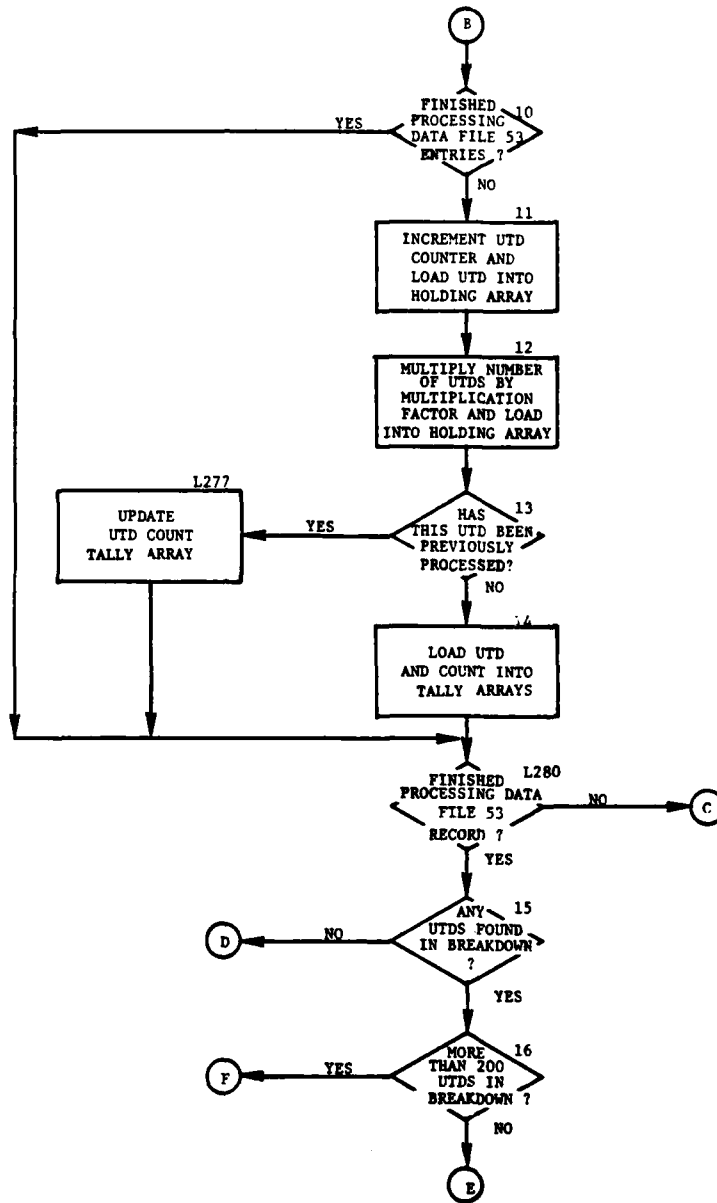 B
10
FINISHED
PROCESSING
DATA FILE 53
ENTRIES ?
YES
NO
11
INCREMENT UTD
COUNTER AND
LOAD UTD INTO
HOLDING ARRAY
12
MULTIPLY NUMBER
OF UTDS BY
MULTIPLICATION
FACTOR AND LOAD
INTO HOLDING ARRAY
L277
UPDATE
UTD COUNT
TALLY ARRAY
13
HAS
THIS UTD BEEN
PREVIOUSLY
PROCESSED?
YES
NO
14
LOAD UTD
AND COUNT INTO
TALLY ARRAYS
L280
FINISHED
PROCESSING DATA
FILE 53
RECORD ?
NO
C
YES
15
ANY
UTDS FOUND
IN BREAKDOWN
?
NO
D
YES
16
MORE
THAN 200
UTDS IN
BREAKDOWN ?
YES
F
NO
E